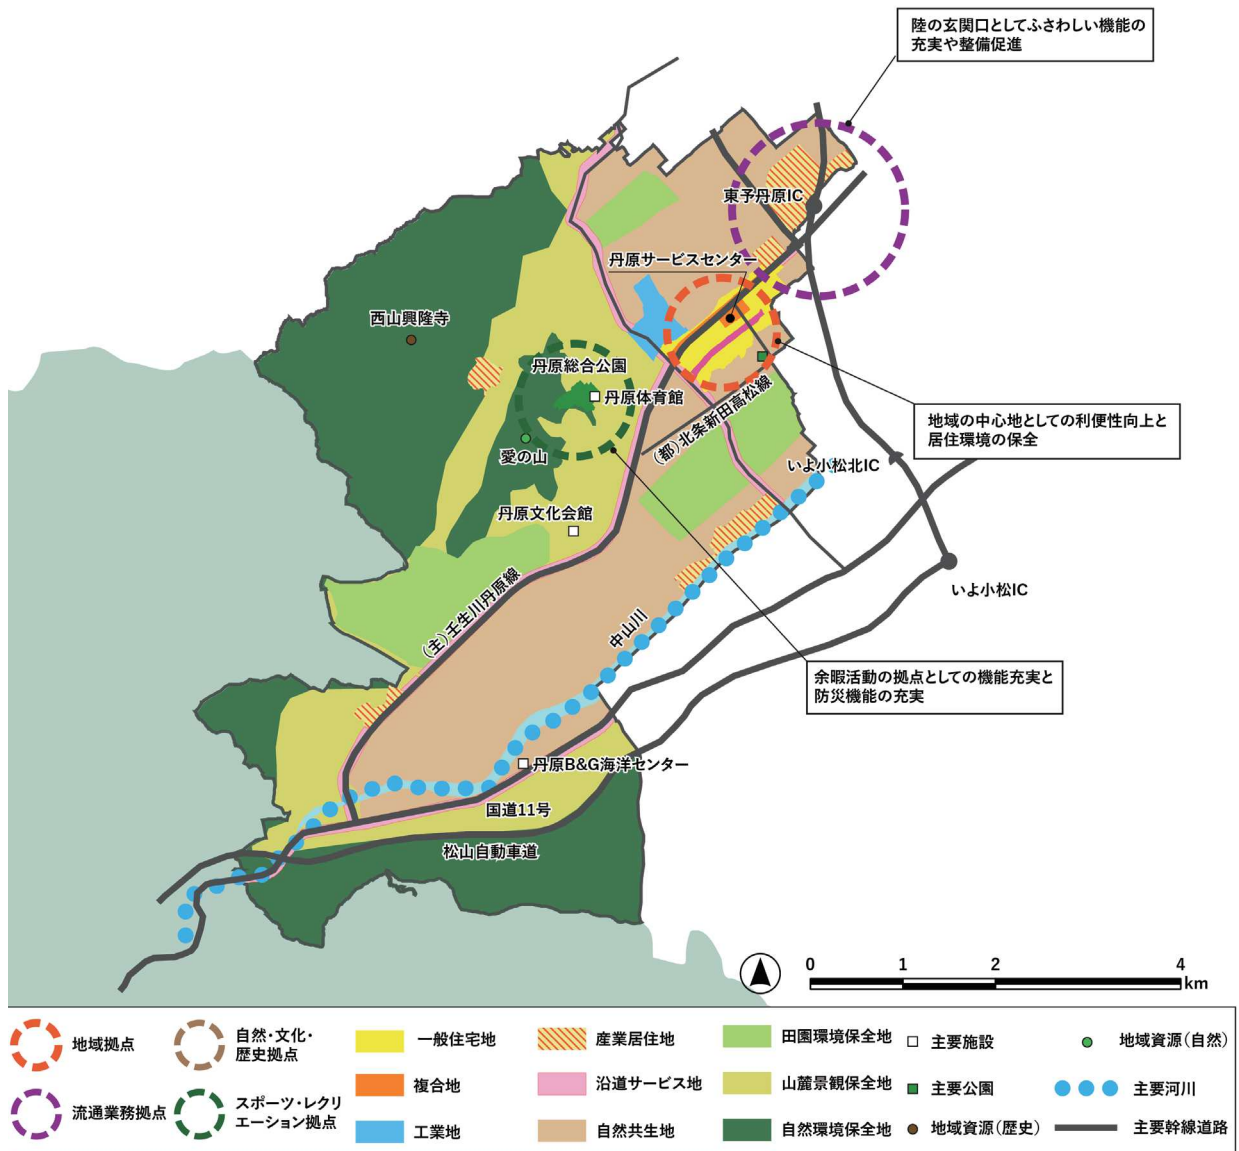 陸の玄関口としてふさわしい機能の
充実や整備促進
東予丹原IC
丹原サービスセンター
西山興隆寺
丹原総合公園
丹原体育館
(都)北条新田高松線
地域の中心地としての利便性向上と
居住環境の保全
愛の山
いよ小松北IC
丹原文化会館
(主)壬生川丹原線
中山川
いよ小松IC
余暇活動の拠点としての機能充実と
防災機能の充実
丹原B&G海洋センター
国道11号
松山自動車道
0 1 2 4
km
地域拠点
自然・文化・
歴史拠点
一般住宅地
産業居住地
田園環境保全地
主要施設
地域資源(自然)
複合地
沿道サービス地
山麓景観保全地
主要公園
主要河川
流通業務拠点
スポーツ・レクリ
エーション拠点
工業地
自然共生地
自然環境保全地
地域資源(歴史)
主要幹線道路